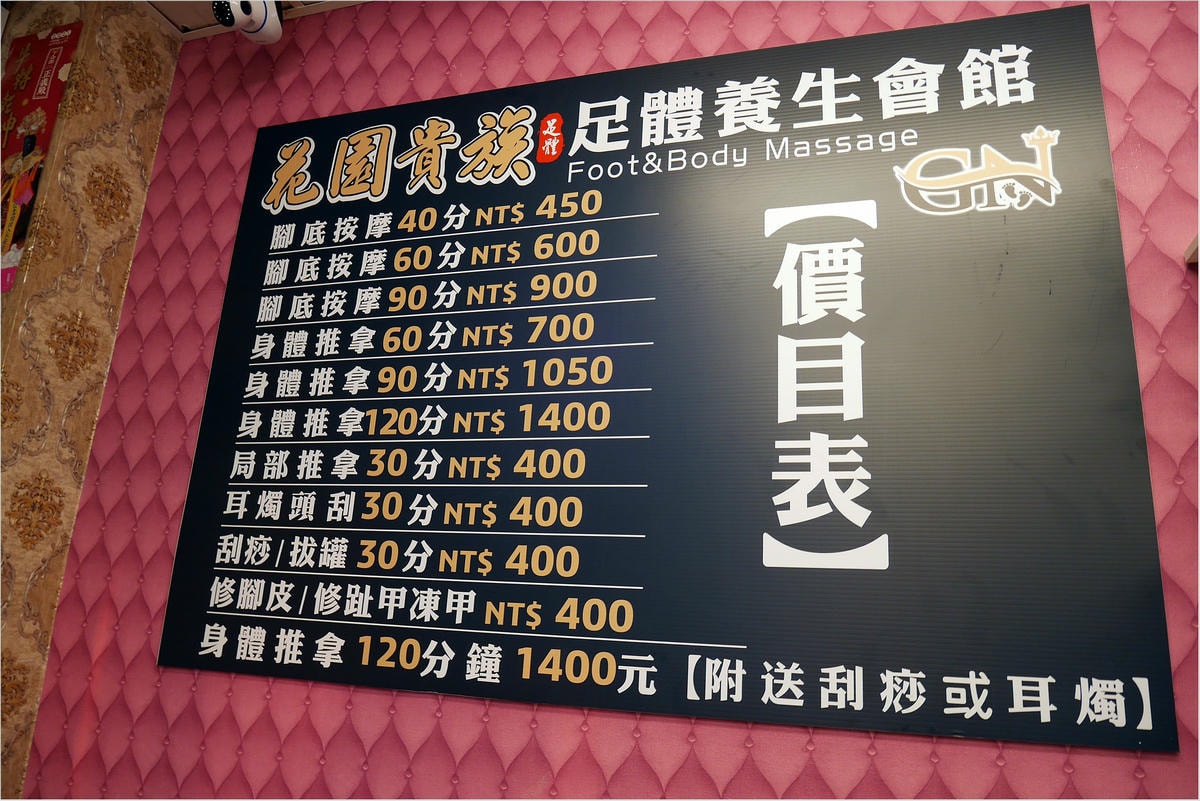 花園貴族 足體 足體養生會館
Foot&Body Massage
【價目表】
腳底按摩40分NT$ 450
腳底按摩60分NT$ 600
腳底按摩90分NT$ 900
身體推拿60分NT$ 700
身體推拿90分NT$ 1050
身體推拿120分NT$ 1400
局部推拿30分NT$ 400
耳燭頭刮30分NT$ 400
刮痧/拔罐30分NT$ 400
修腳皮/修趾甲凍甲NT$ 400
身體推拿120分鐘1400元【附送刮痧或耳燭】